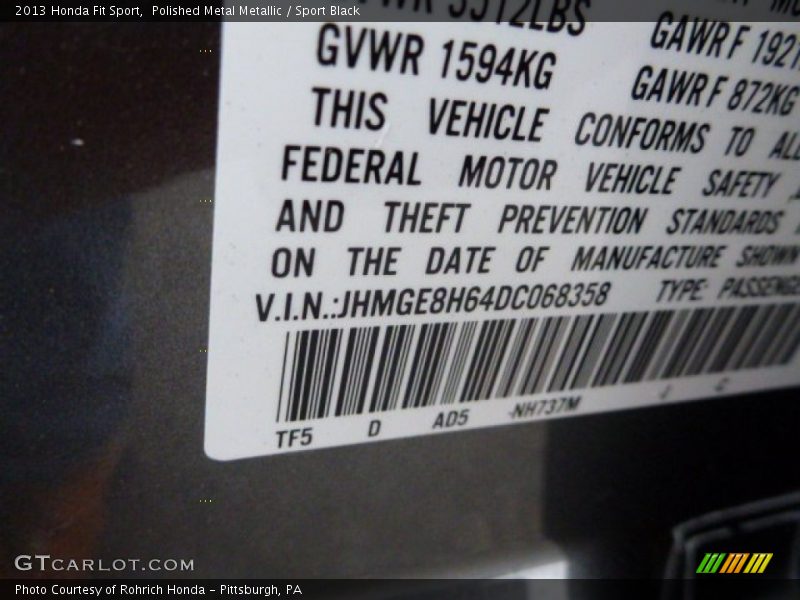 2013 Honda Fit Sport,  Polished Metal Metallic / Sport Black
3512LBS
GVWR 1594KG
GAWR F 872KG
THIS VEHICLE CONFORMS TO
FEDERAL MOTOR VEHICLE SAFETY
AND THEFT PREVENTION STANDARDS
ON THE DATE OF MANUFACTURE SHOWN
V.I.N.:JHMGE8H64DC068358 TYPE: PASSENGE
TF5 D AD5 -NH737M J C
GTCARLOT.COM
Photo Courtesy of Rohrich Honda - Pittsburgh, PA